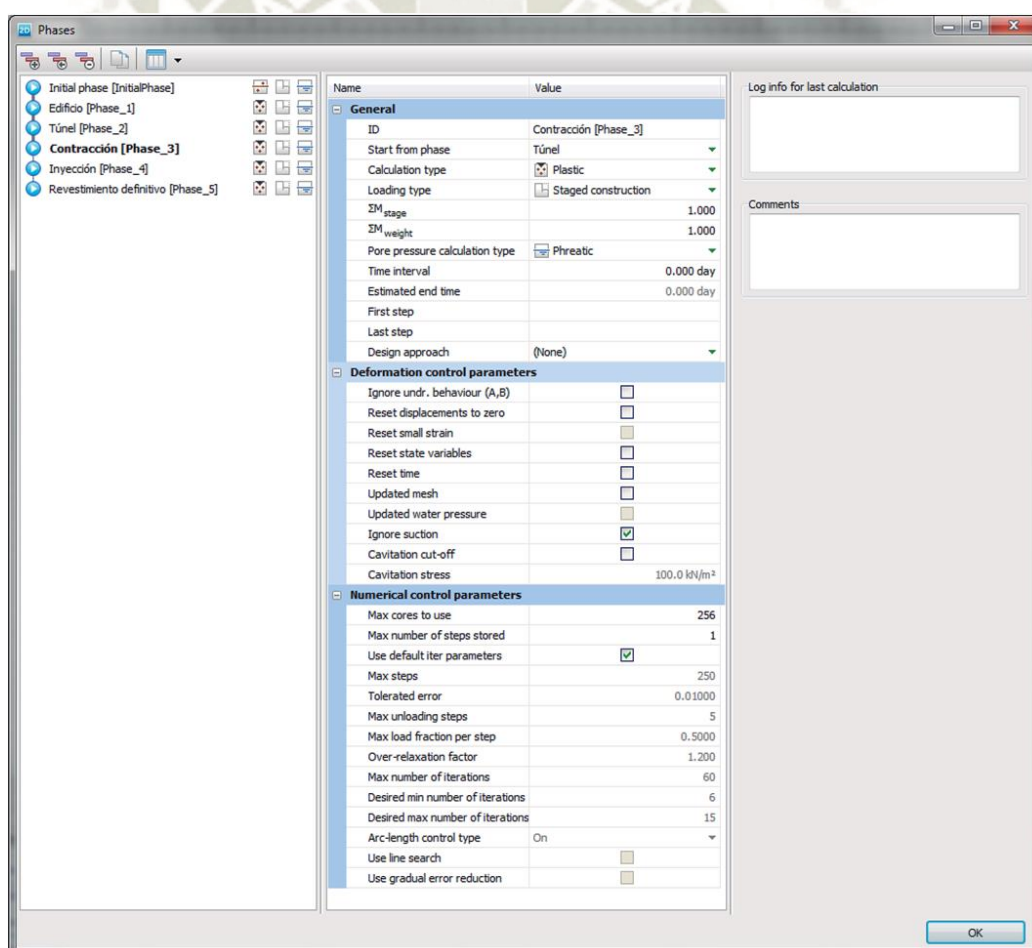 2D Phases
Initial phase [InitialPhase]
Edificio [Phase_1]
Túnel [Phase_2]
Contracción [Phase_3]
Inyección [Phase_4]
Revestimiento definitivo [Phase_5]
Name Value
General
ID Contracción [Phase_3]
Start from phase Túnel
Calculation type Plastic
Loading type Staged construction
ΣM stage 1.000
ΣM weight 1.000
Pore pressure calculation type Phreatic
Time interval 0.000 day
Estimated end time 0.000 day
First step
Last step
Design approach (None)
Deformation control parameters
Ignore undr. behaviour (A,B)
Reset displacements to zero
Reset small strain
Reset state variables
Reset time
Updated mesh
Updated water pressure
Ignore suction
Cavitation cut-off
Cavitation stress 100.0 kN/m²
Numerical control parameters
Max cores to use 256
Max number of steps stored 1
Use default iter parameters
Max steps 250
Tolerated error 0.01000
Max unloading steps 5
Max load fraction per step 0.5000
Over-relaxation factor 1.200
Max number of iterations 60
Desired min number of iterations 6
Desired max number of iterations 15
Arc-length control type On
Use line search
Use gradual error reduction
Log info for last calculation
Comments
OK